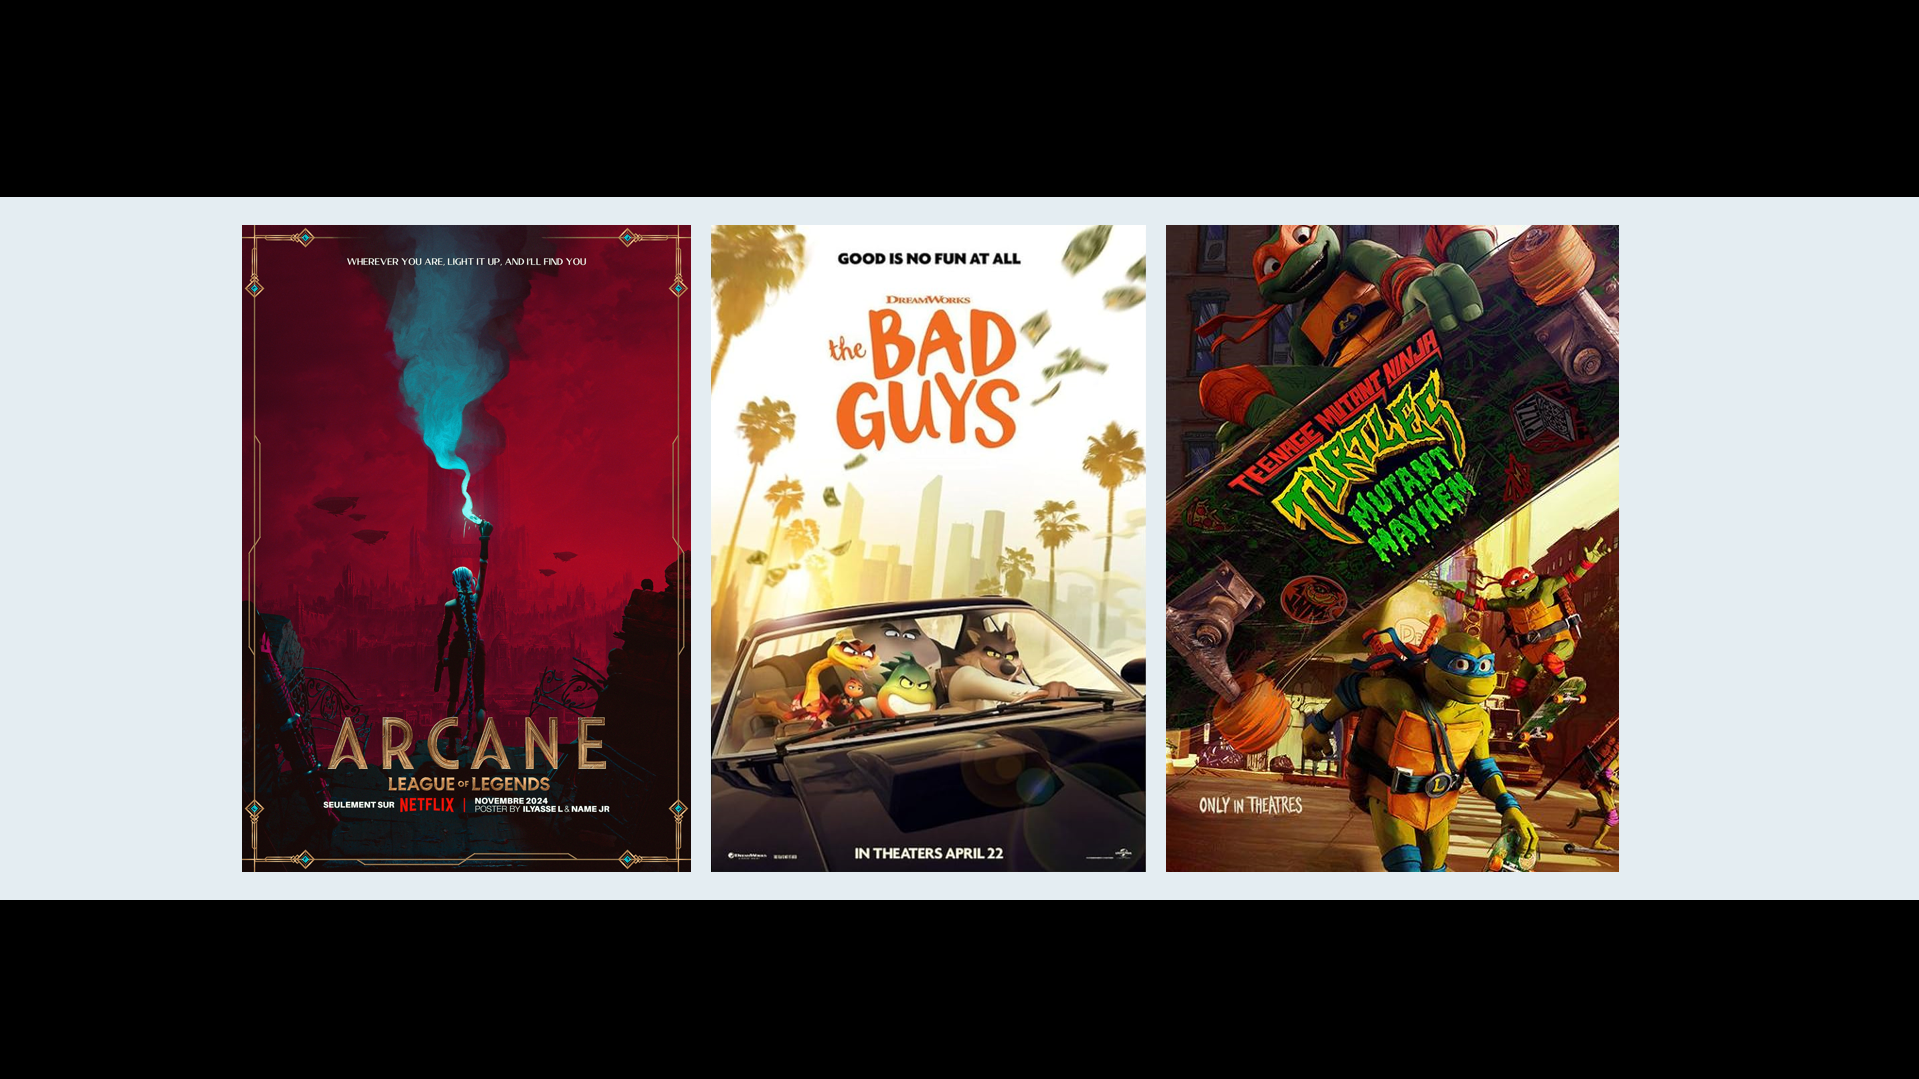 WHEREVER YOU ARE, LIGHT IT UP, AND I'LL FIND YOU
ARCANE
LEAGUE OF LEGENDS
SEULEMENT SUR NETFLIX | NOVEMBRE 2024
POSTER BY ILYASSE L & NAME JR
GOOD IS NO FUN AT ALL
DREAMWORKS
the BAD
GUYS
IN THEATERS APRIL 22
TEENAGE MUTANT NINJA
TURTLES
MUTANT
MAYHEM
ONLY IN THEATRES